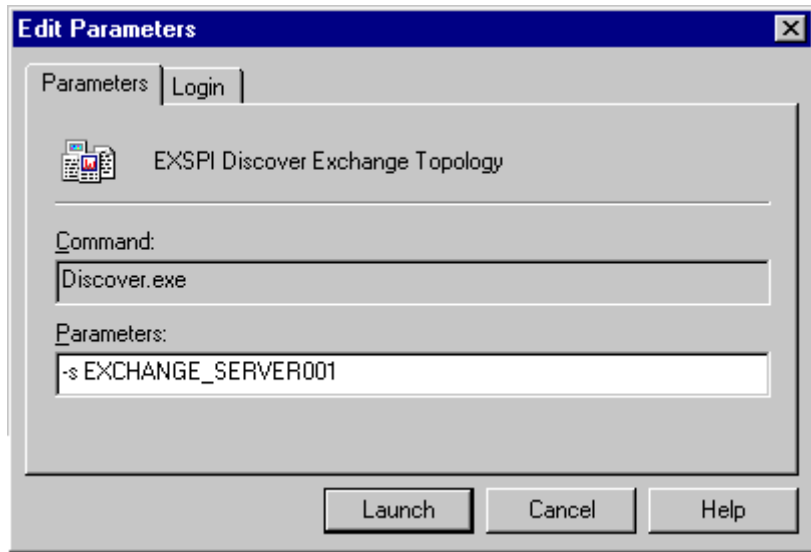 Edit Parameters
Parameters Login
EXSPI Discover Exchange Topology
Command:
Discover.exe
Parameters:
-s EXCHANGE_SERVER001
Launch Cancel Help